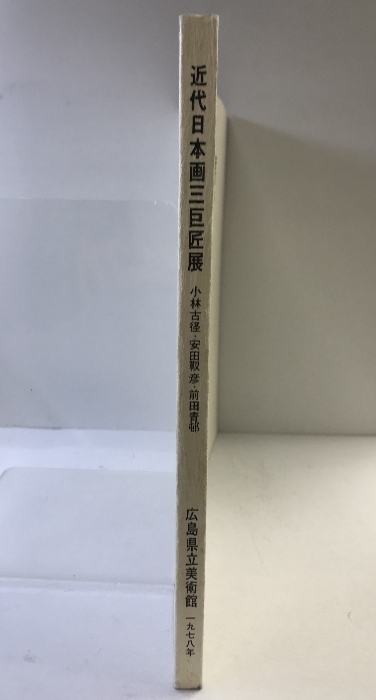 近代日本画三巨匠展
小林古径・安田靫彦・前田青邨
広島県立美術館
一九七八年